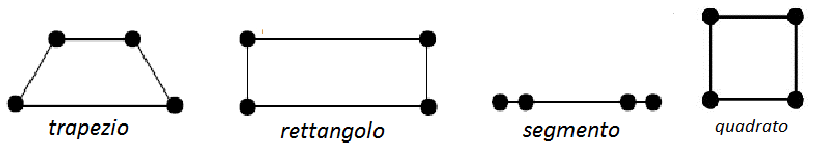 trapezio
rettangolo
segmento
quadrato